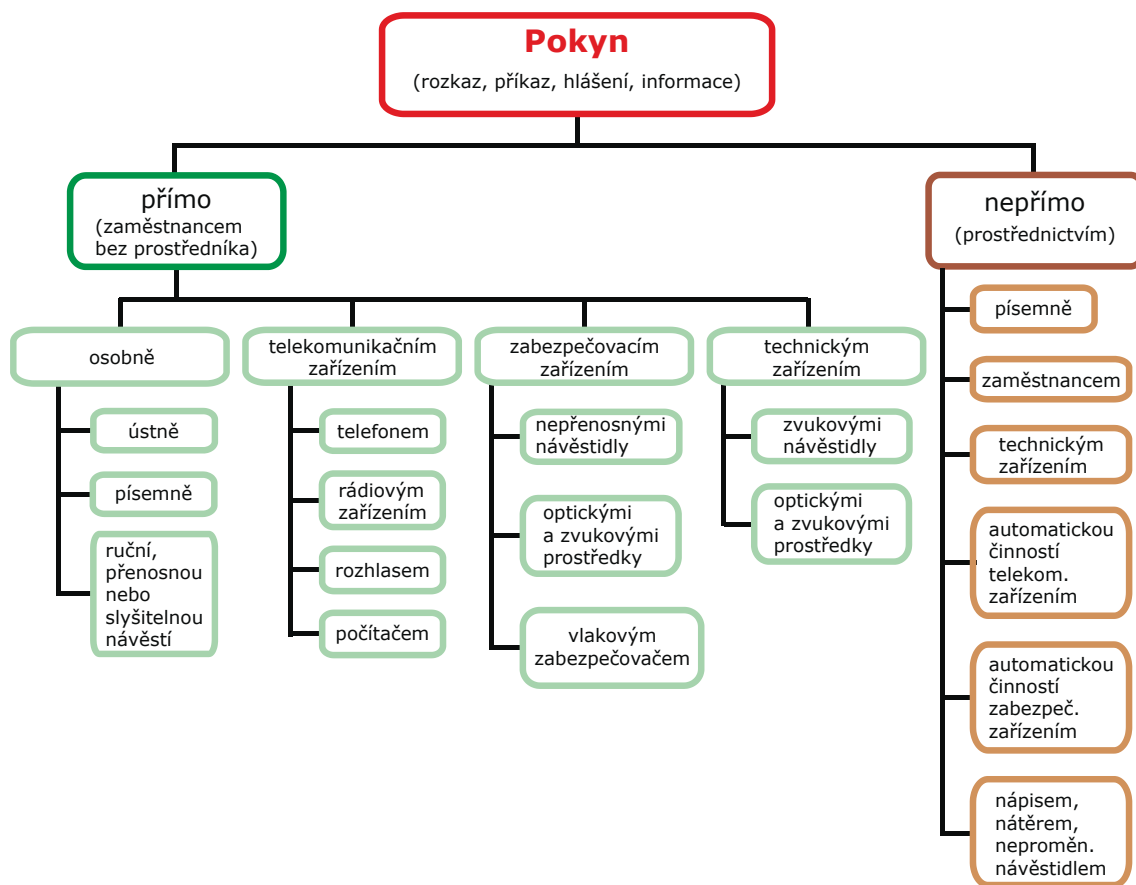 Pokyn
(rozkaz, příkaz, hlášení, informace)
přímo
(zaměstnancem
bez prostředníka)
nepřímo
(prostřednictvím)
osobně
ústně
písemně
ruční,
přenosnou
nebo
slyšitelnou
návěstí
telekomunikačním
zařízením
telefonem
rádiovým
zařízením
rozhlasem
počítačem
zabezpečovacím
zařízením
nepřenosnými
návěstidly
optickými
a zvukovými
prostředky
vlakovým
zabezpečovačem
technickým
zařízením
zvukovými
návěstidly
optickými
a zvukovými
prostředky
písemně
zaměstnancem
technickým
zařízením
automatickou
činností
telekom.
zařízením
automatickou
činností
zabezpeč.
zařízením
nápisem,
nátěrem,
neproměn.
návěstidlem